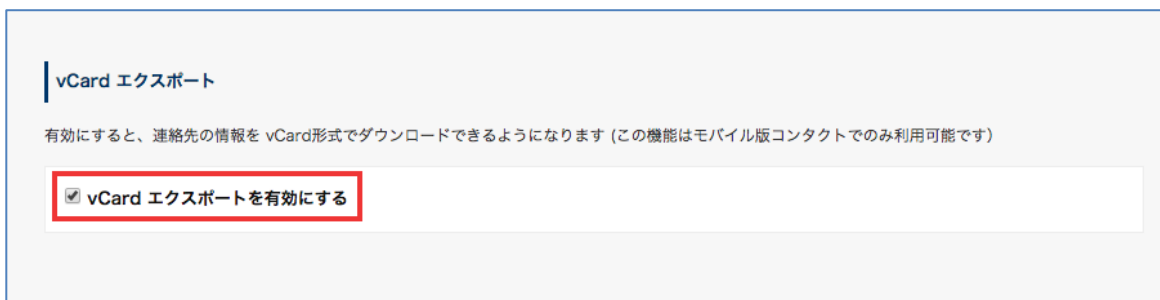 vCard エクスポート
有効にすると、連絡先の情報を vCard形式でダウンロードできるようになります (この機能はモバイル版コンタクトでのみ利用可能です)
vCard エクスポートを有効にする